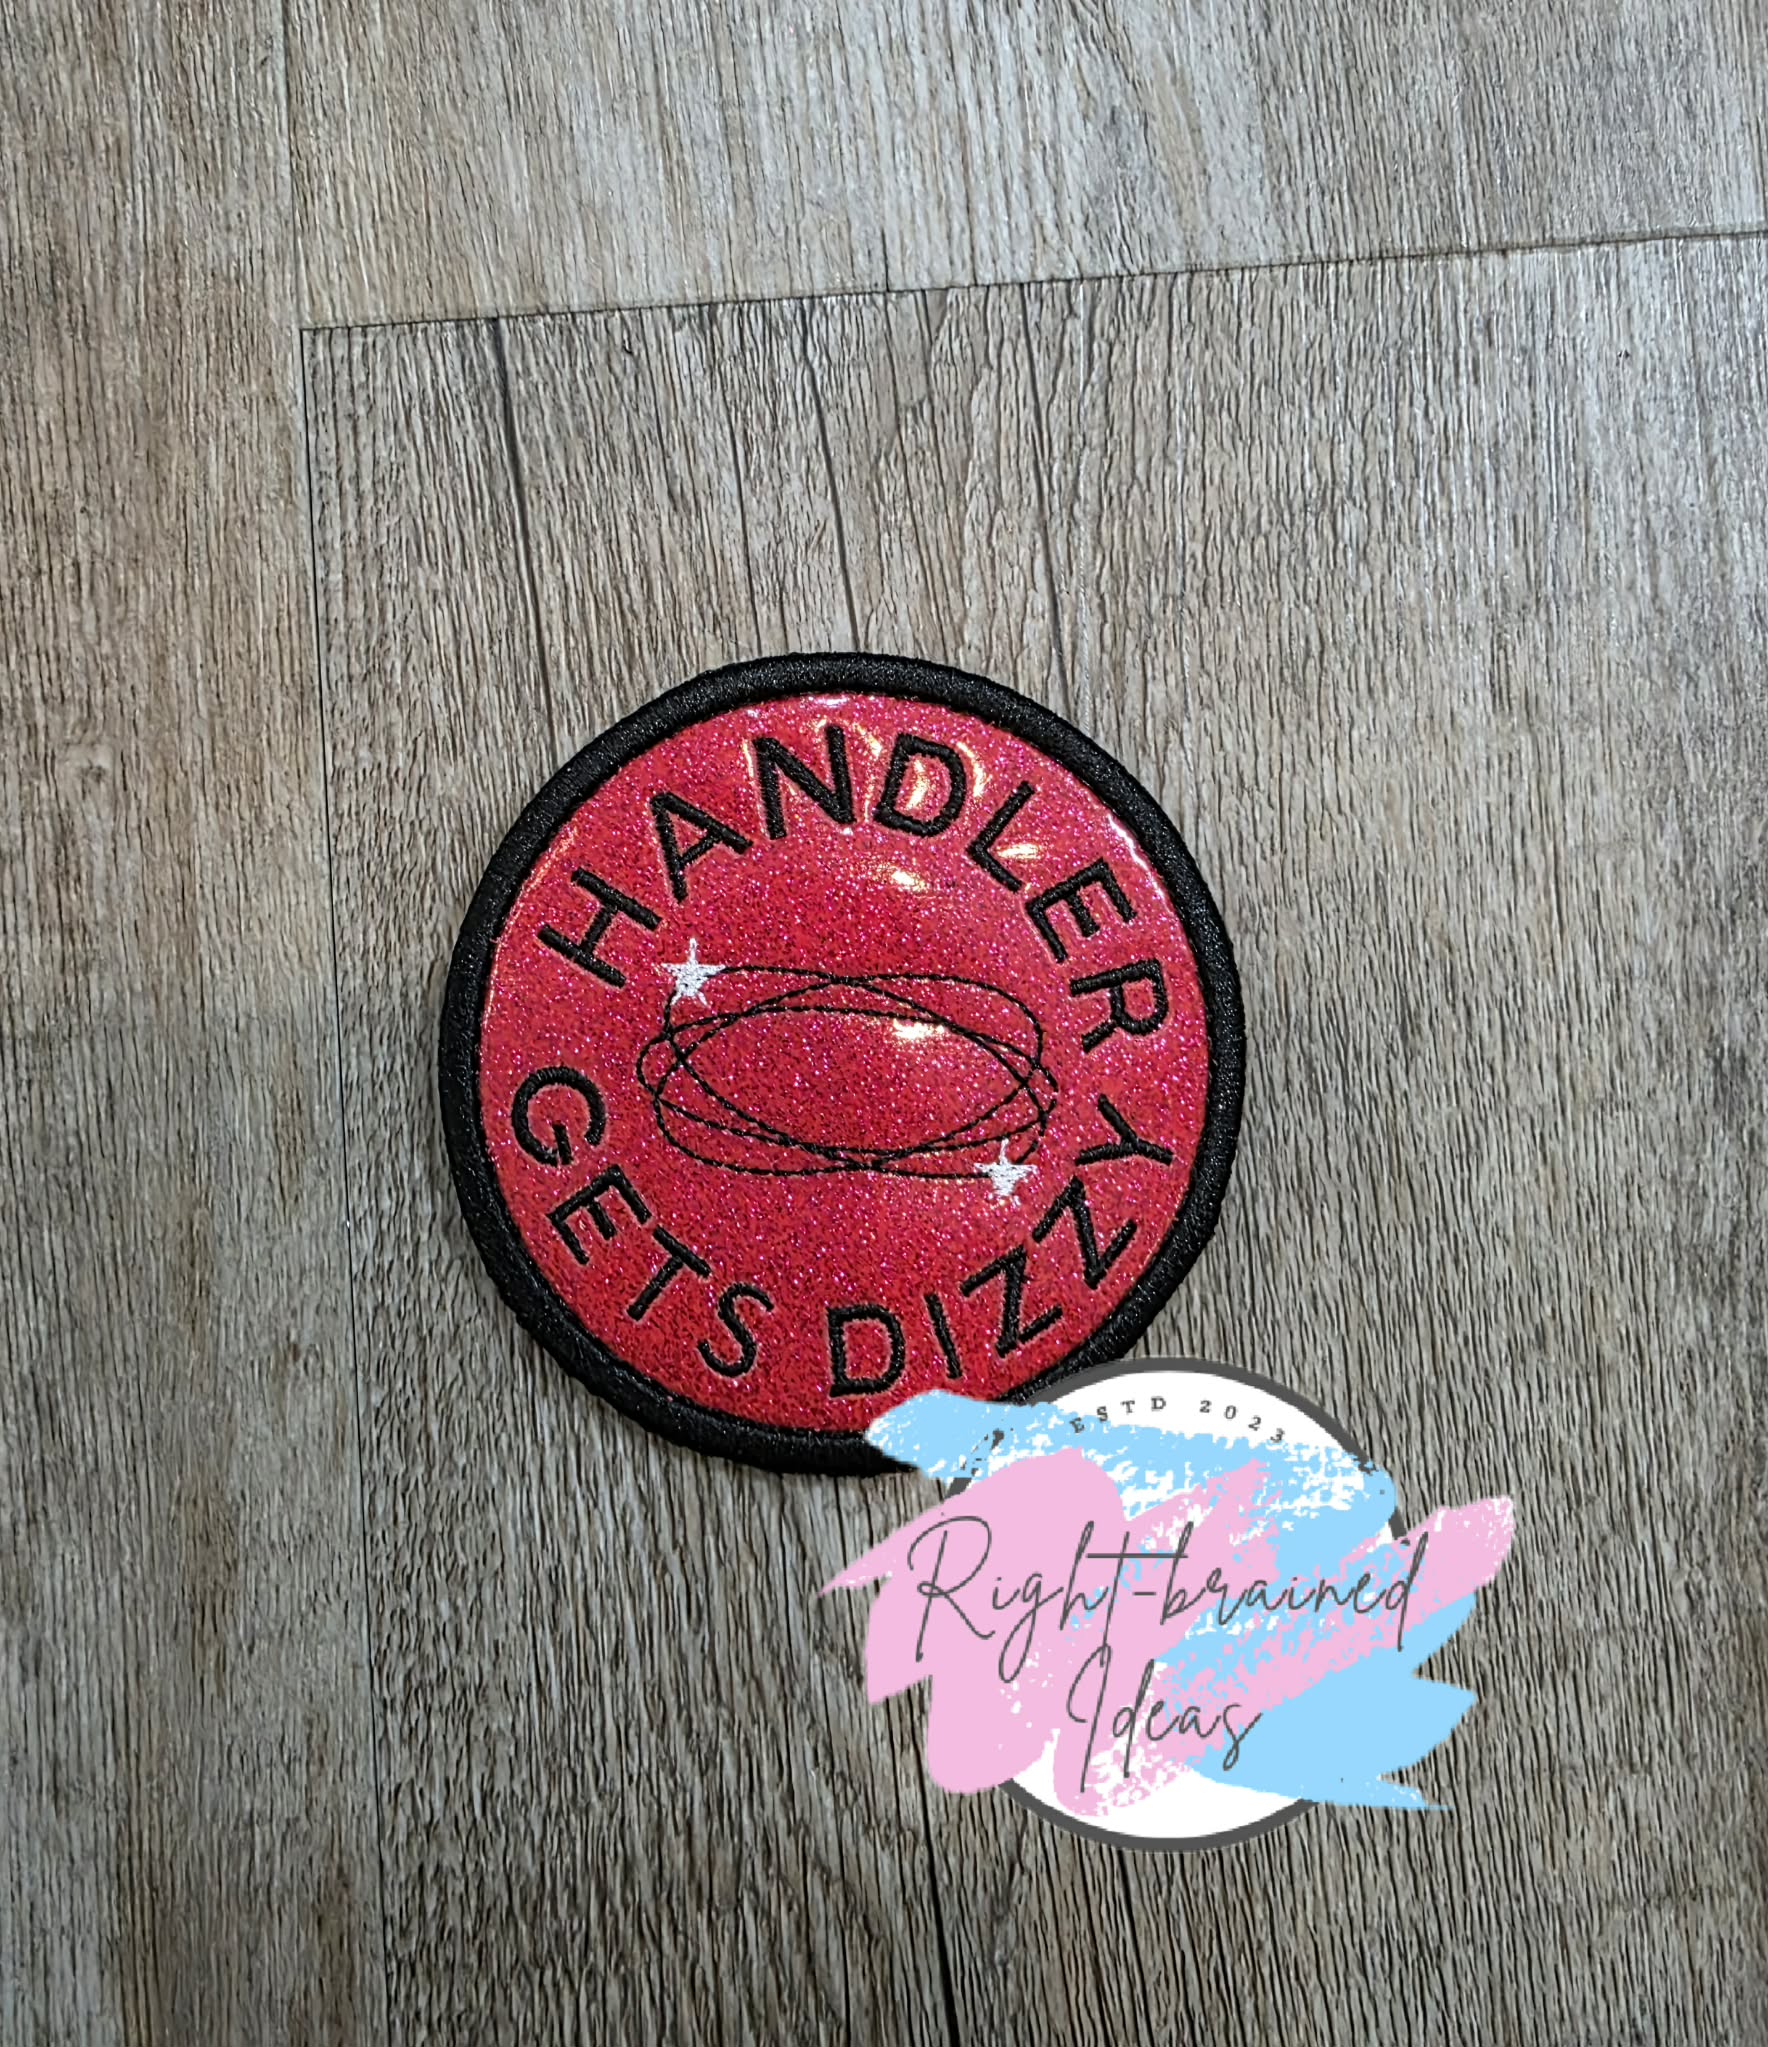 HANDLER
GETS DIZZY
ESTD 2023
Right-brained
Ideas